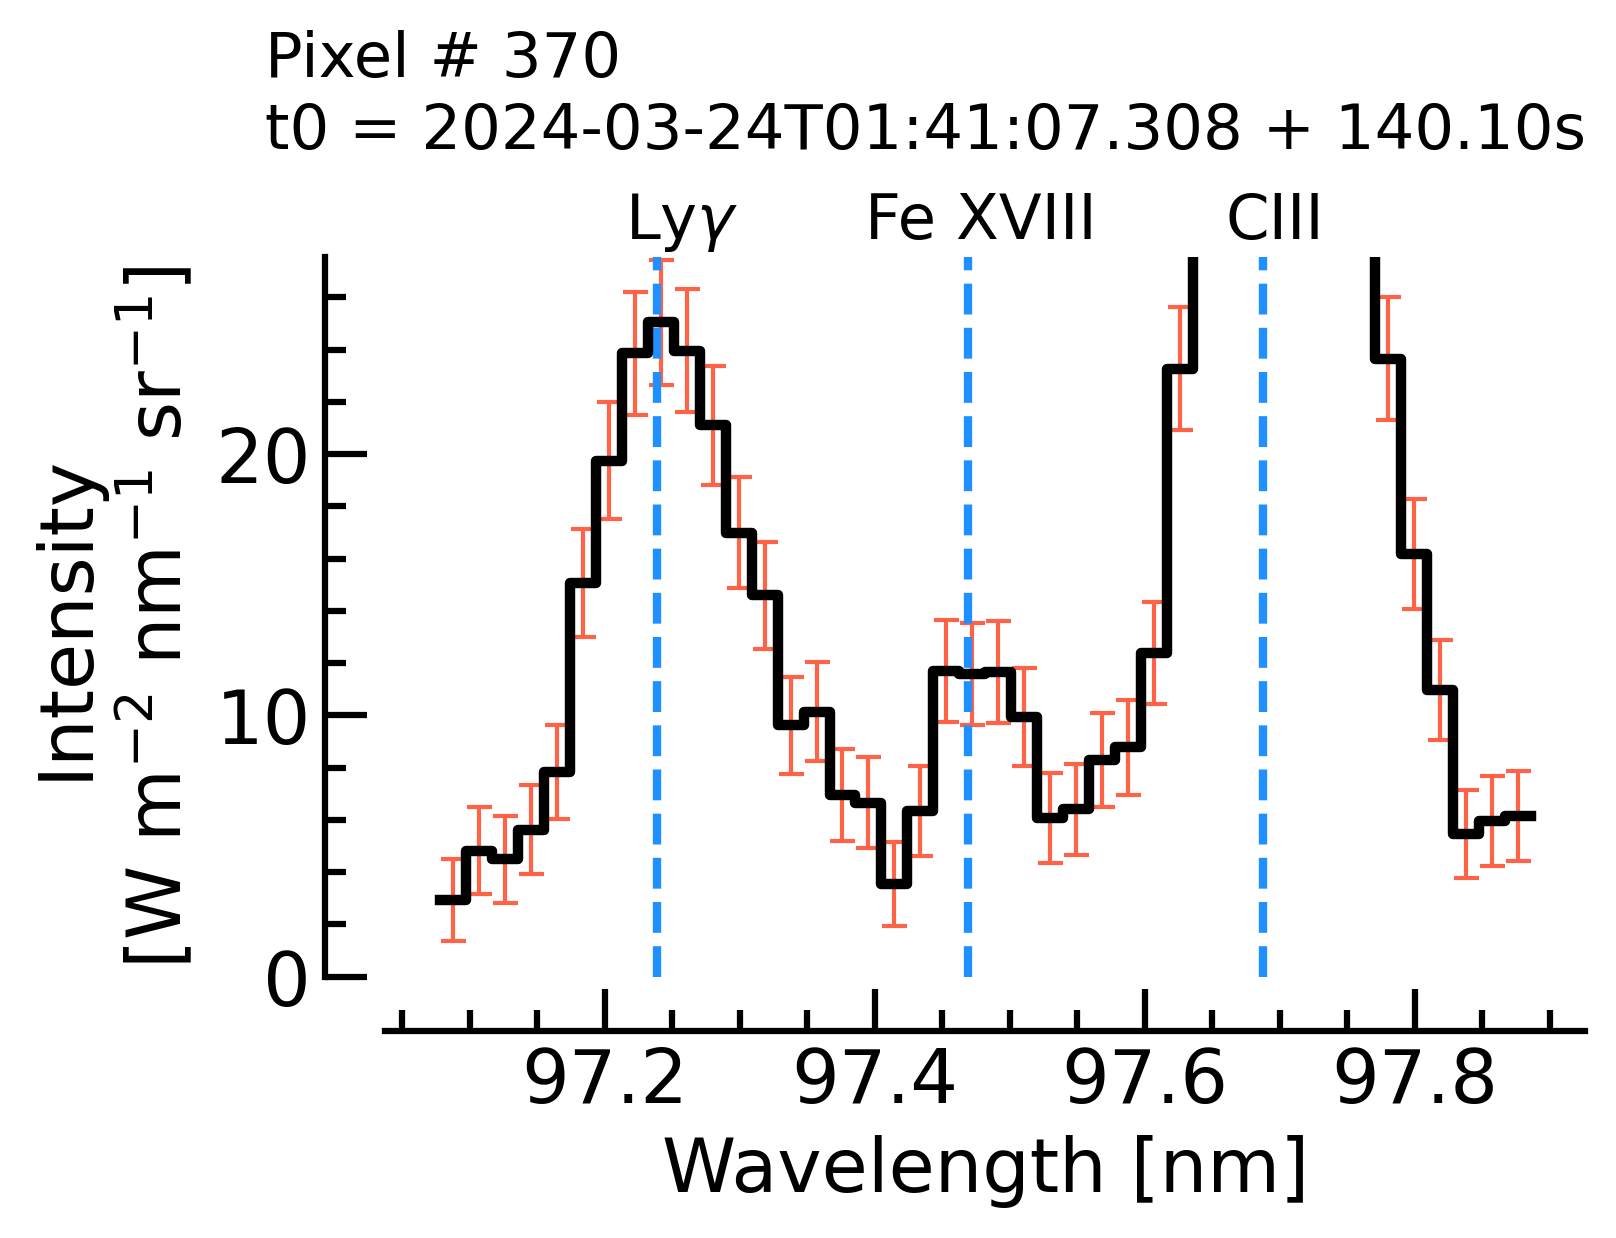 Pixel # 370
t0 = 2024-03-24T01:41:07.308 + 140.10s
Lyγ Fe XVIII CIII
Intensity
[W m⁻² nm⁻¹ sr⁻¹]
20
10
0
97.2 97.4 97.6 97.8
Wavelength [nm]